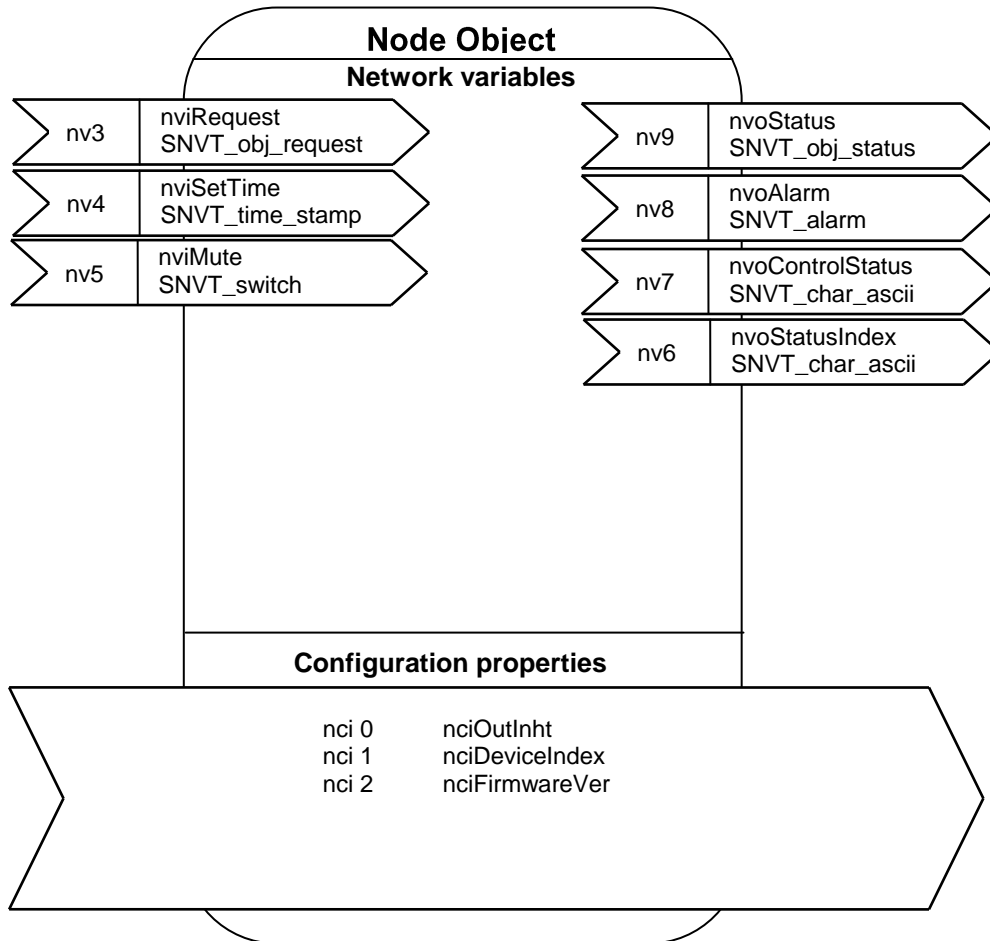 Node Object
Network variables
nv3
nviRequest
SNVT_obj_request
nv4
nviSetTime
SNVT_time_stamp
nv5
nviMute
SNVT_switch
nv9
nvoStatus
SNVT_obj_status
nv8
nvoAlarm
SNVT_alarm
nv7
nvoControlStatus
SNVT_char_ascii
nv6
nvoStatusIndex
SNVT_char_ascii
Configuration properties
nci 0 nciOutInht
nci 1 nciDeviceIndex
nci 2 nciFirmwareVer